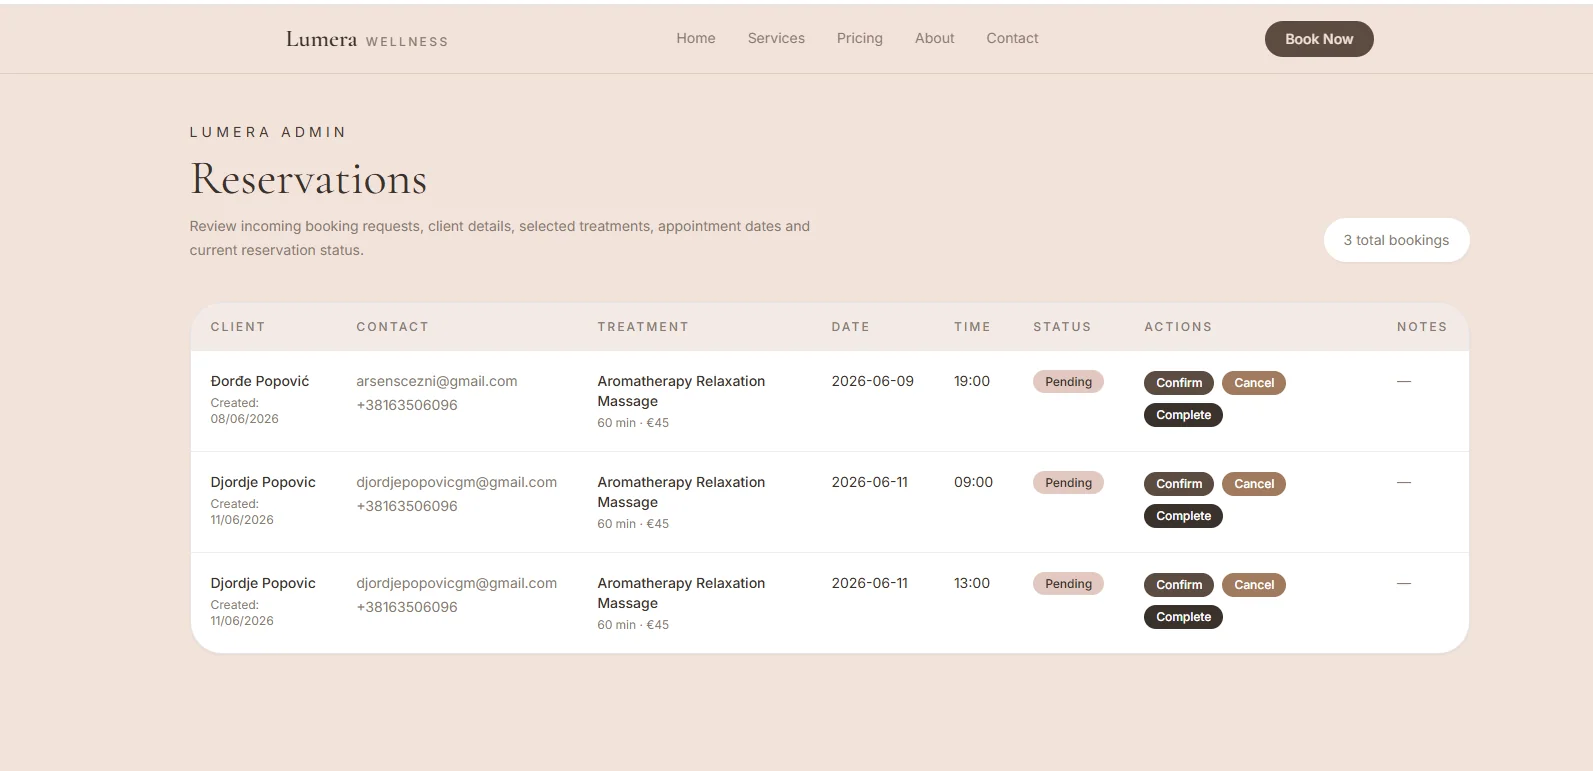 Lumera WELLNESS
Home Services Pricing About Contact
Book Now
LUMERA ADMIN
Reservations
Review incoming booking requests, client details, selected treatments, appointment dates and
current reservation status.
3 total bookings
CLIENT CONTACT TREATMENT DATE TIME STATUS ACTIONS NOTES
Đorđe Popović arsenscezni@gmail.com Aromatherapy Relaxation 2026-06-09 19:00 Pending Confirm Cancel —
Created: +38163506096 Massage
08/06/2026 60 min · €45 Complete
Djordje Popovic djordjepopovicgm@gmail.com Aromatherapy Relaxation 2026-06-11 09:00 Pending Confirm Cancel —
Created: +38163506096 Massage
11/06/2026 60 min · €45 Complete
Djordje Popovic djordjepopovicgm@gmail.com Aromatherapy Relaxation 2026-06-11 13:00 Pending Confirm Cancel —
Created: +38163506096 Massage
11/06/2026 60 min · €45 Complete